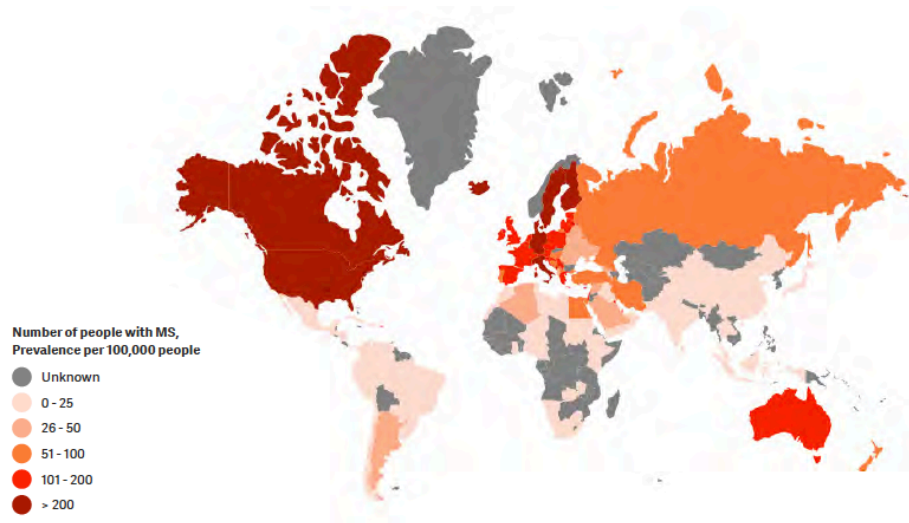 Number of people with MS,
Prevalence per 100,000 people
Unknown
0 - 25
26 - 50
51 - 100
101 - 200
> 200